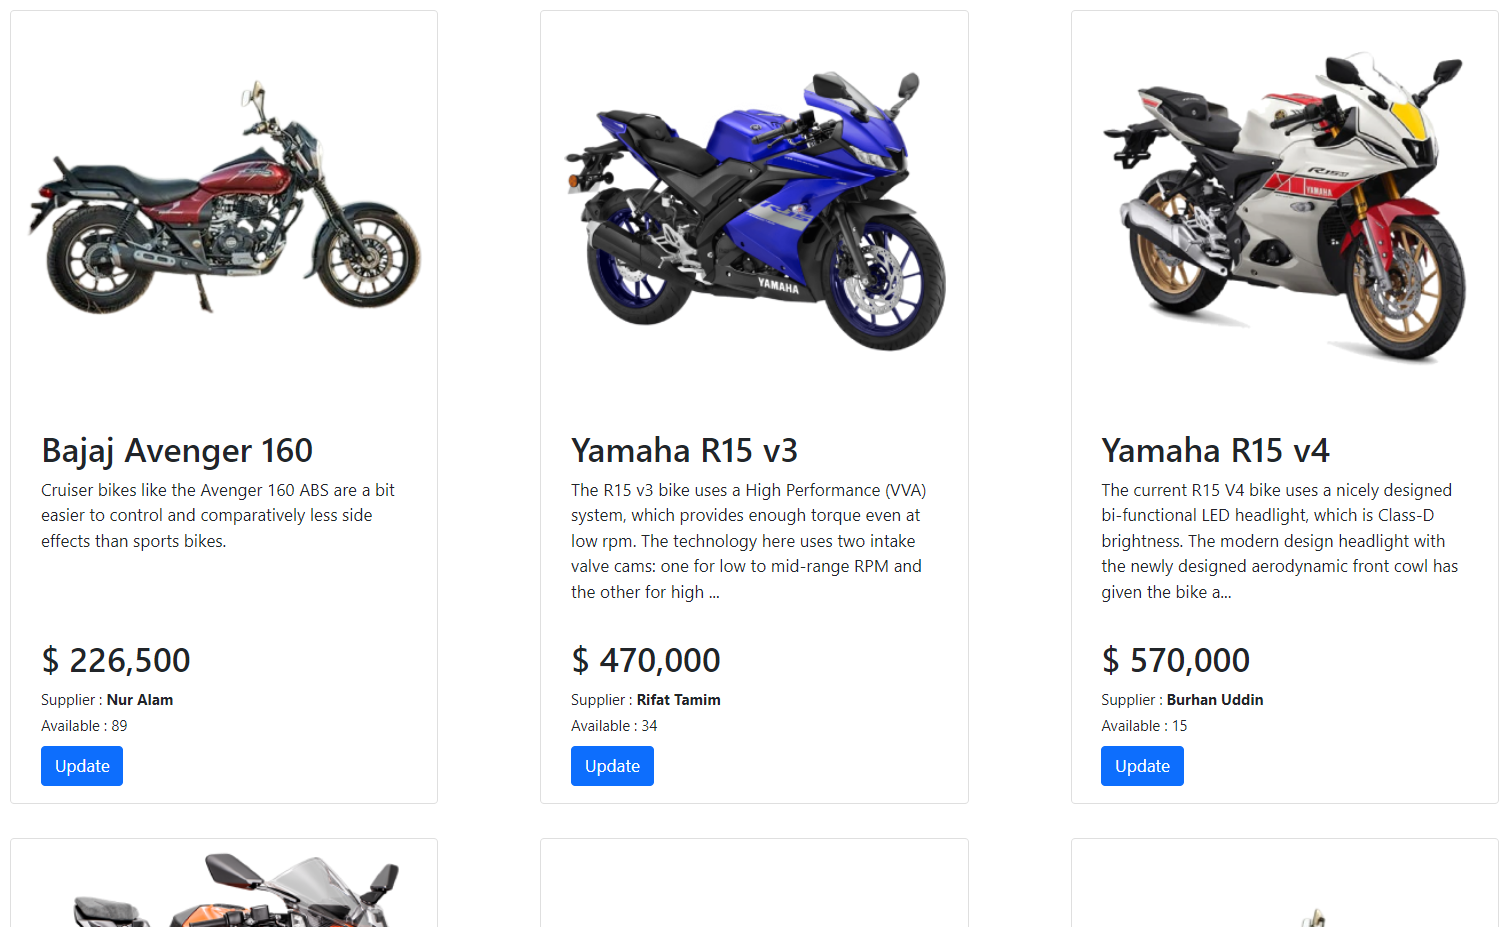 R15
YAMAHA
R15
YAMAHA
Bajaj Avenger 160
Cruiser bikes like the Avenger 160 ABS are a bit
easier to control and comparatively less side
effects than sports bikes.
$ 226,500
Supplier : Nur Alam
Available : 89
Update
Yamaha R15 v3
The R15 v3 bike uses a High Performance (VVA)
system, which provides enough torque even at
low rpm. The technology here uses two intake
valve cams: one for low to mid-range RPM and
the other for high ...
$ 470,000
Supplier : Rifat Tamim
Available : 34
Update
Yamaha R15 v4
The current R15 V4 bike uses a nicely designed
bi-functional LED headlight, which is Class-D
brightness. The modern design headlight with
the newly designed aerodynamic front cowl has
given the bike a...
$ 570,000
Supplier : Burhan Uddin
Available : 15
Update